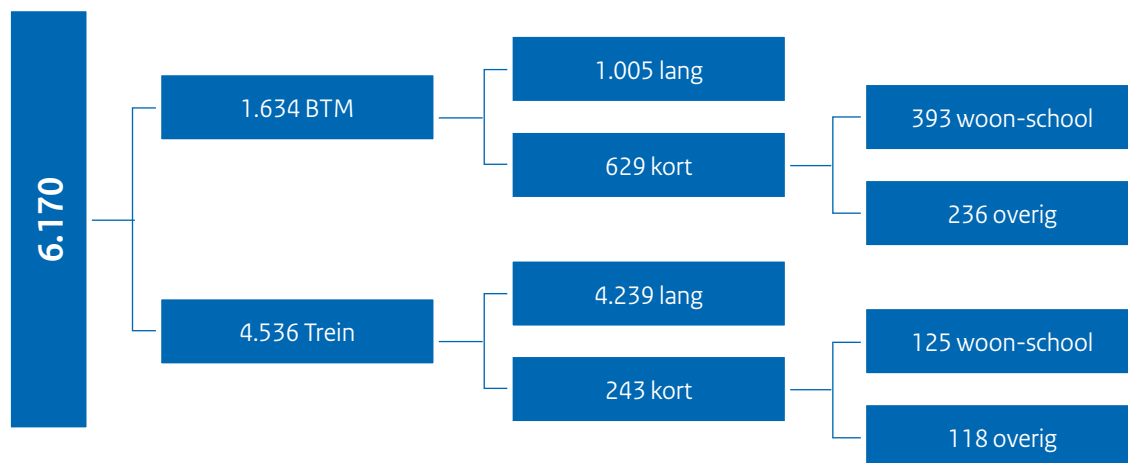 6.170
1.634 BTM
4.536 Trein
1.005 lang
629 kort
4.239 lang
243 kort
393 woon-school
236 overig
125 woon-school
118 overig